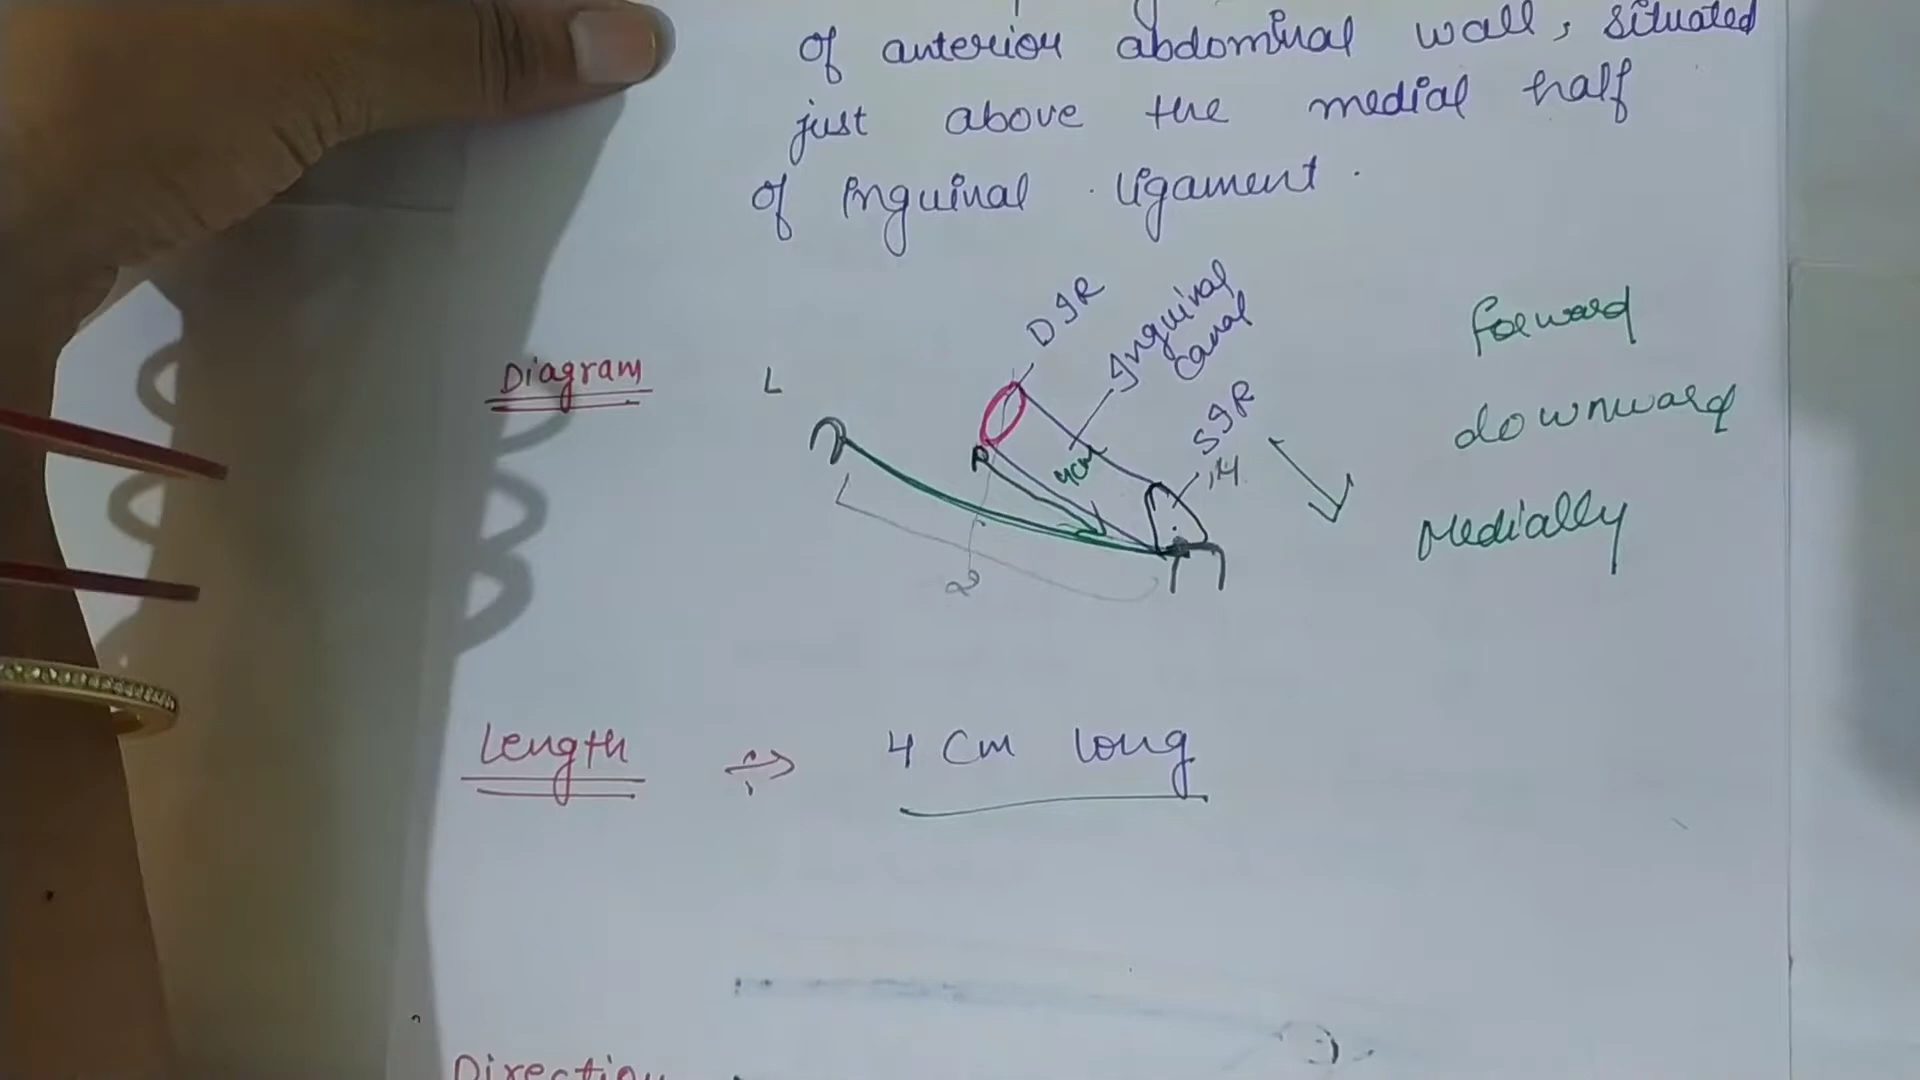 of anterior abdominal wall, situated
just above the medial half
of inguinal ligament.
Diagram
L
DIR
Inguinal
Canal
SIR
M
4cm
Forward
downward
Medially
Length ⇒ 4 cm long
Direction